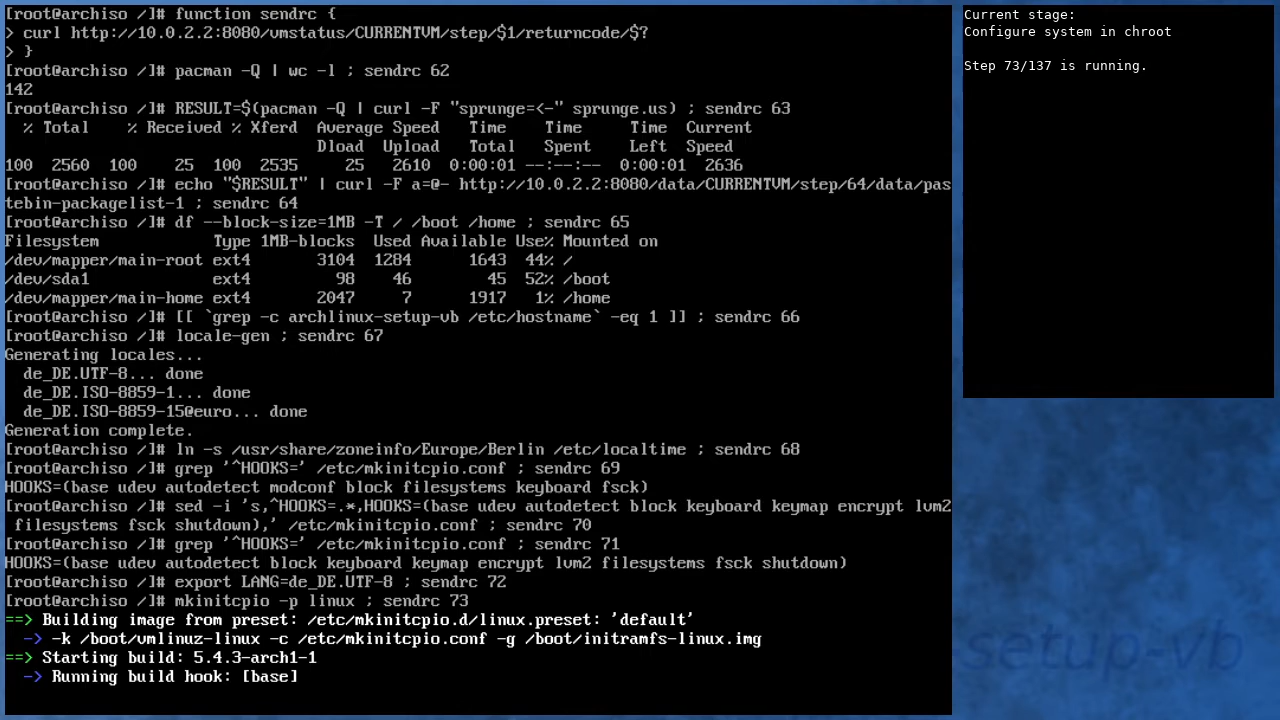 [root@archiso /]# function sendrc {
> curl http://10.0.2.2:8080/vmstatus/CURRENTVM/step/$1/returncode/$?
> }
[root@archiso /]# pacman -Q | wc -l ; sendrc 62
142
[root@archiso /]# RESULT=$(pacman -Q | curl -F "sprunge=<-" sprunge.us) ; sendrc 63
  % Total    % Received % Xferd  Average Speed   Time    Time     Time  Current
                                 Dload  Upload   Total   Spent    Left  Speed
100  2560  100    25  100  2535     25   2610  0:00:01 --:--:--  0:00:01  2636
[root@archiso /]# echo "$RESULT" | curl -F a=@- http://10.0.2.2:8080/data/CURRENTVM/step/64/data/pas
tebin-packagelist-1 ; sendrc 64
[root@archiso /]# df --block-size=1MB -T / /boot /home ; sendrc 65
Filesystem            Type 1MB-blocks  Used Available Use% Mounted on
/dev/mapper/main-root ext4       3104  1284      1643  44% /
/dev/sda1             ext4         98    46        45  52% /boot
/dev/mapper/main-home ext4       2047     7      1917   1% /home
[root@archiso /]# [[ `grep -c archlinux-setup-vb /etc/hostname` -eq 1 ]] ; sendrc 66
[root@archiso /]# locale-gen ; sendrc 67
Generating locales...
  de_DE.UTF-8... done
  de_DE.ISO-8859-1... done
  de_DE.ISO-8859-15@euro... done
Generation complete.
[root@archiso /]# ln -s /usr/share/zoneinfo/Europe/Berlin /etc/localtime ; sendrc 68
[root@archiso /]# grep '^HOOKS=' /etc/mkinitcpio.conf ; sendrc 69
HOOKS=(base udev autodetect modconf block filesystems keyboard fsck)
[root@archiso /]# sed -i 's,^HOOKS=.*,HOOKS=(base udev autodetect block keyboard keymap encrypt lvm2
 filesystems fsck shutdown),' /etc/mkinitcpio.conf ; sendrc 70
[root@archiso /]# grep '^HOOKS=' /etc/mkinitcpio.conf ; sendrc 71
HOOKS=(base udev autodetect block keyboard keymap encrypt lvm2 filesystems fsck shutdown)
[root@archiso /]# export LANG=de_DE.UTF-8 ; sendrc 72
[root@archiso /]# mkinitcpio -p linux ; sendrc 73
==> Building image from preset: /etc/mkinitcpio.d/linux.preset: 'default'
  -> -k /boot/vmlinuz-linux -c /etc/mkinitcpio.conf -g /boot/initramfs-linux.img
==> Starting build: 5.4.3-arch1-1
  -> Running build hook: [base]
Current stage:
Configure system in chroot
Step 73/137 is running.
setup-vb